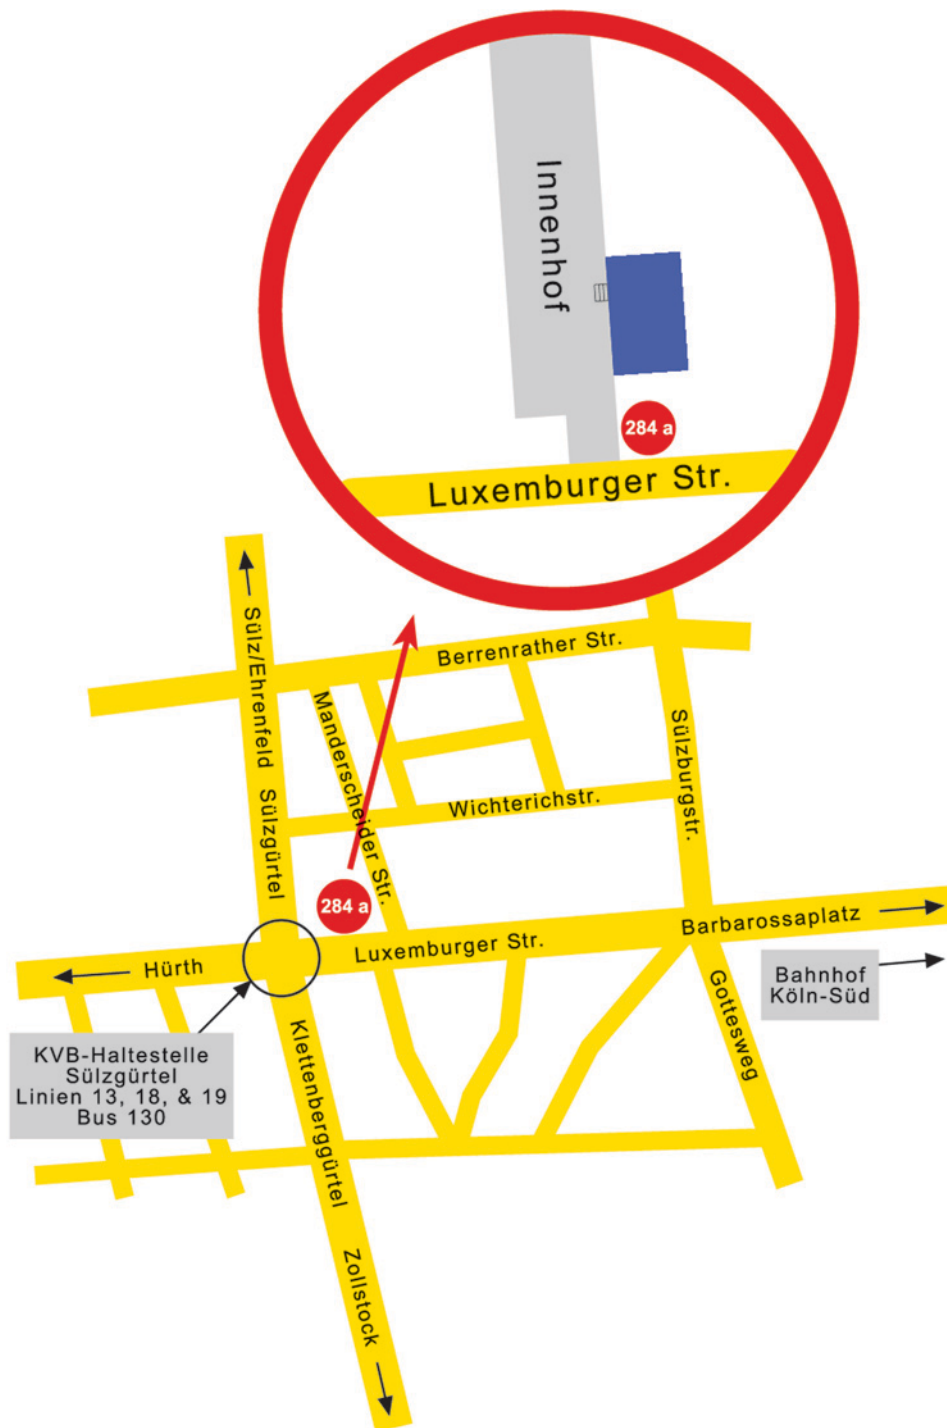 Innenhof
284 a
Luxemburger Str.
Sülz/Ehrenfeld
Sülzgürtel
Berrenrather Str.
Manderscheider Str.
Wichterichstr.
Sülzburgstr.
284 a
Hürth
Luxemburger Str.
Barbarossaplatz
Bahnhof
Köln-Süd
Gottesweg
KVB-Haltestelle
Sülzgürtel
Linien 13, 18, & 19
Bus 130
Klettenberggürtel
Zollstock